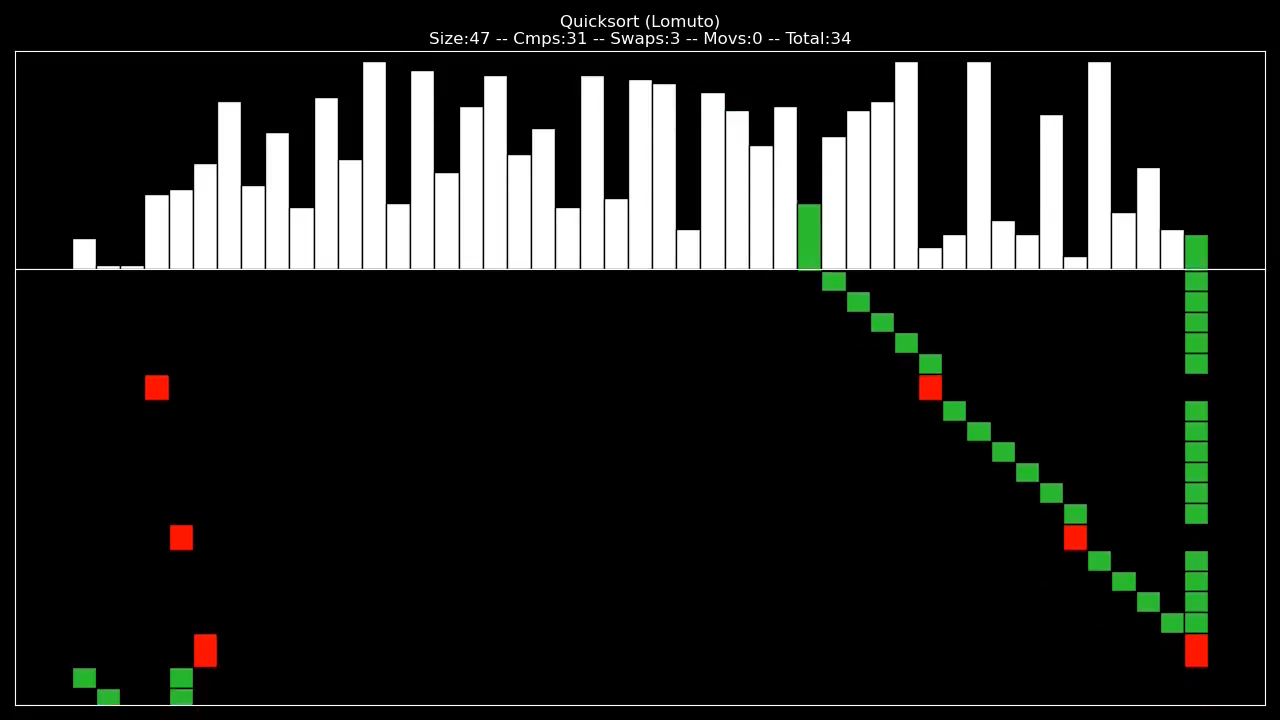 Quicksort (Lomuto)
Size:47 -- Cmps:31 -- Swaps:3 -- Movs:0 -- Total:34